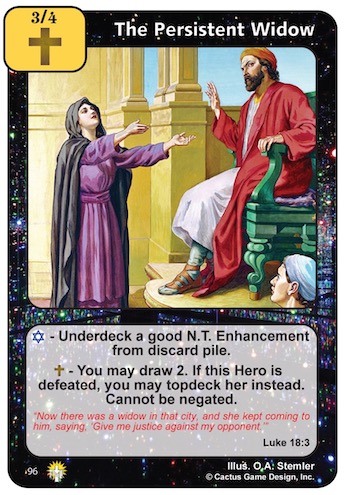 3/4
The Persistent Widow
✡ - Underdeck a good N.T. Enhancement
from discard pile.
✝ - You may draw 2. If this Hero is
defeated, you may topdeck her instead.
Cannot be negated.
"Now there was a widow in that city, and she kept coming to
him, saying, 'Give me justice against my opponent.'"
Luke 18:3
96
Illus. O.A. Stemler
© Cactus Game Design, Inc.